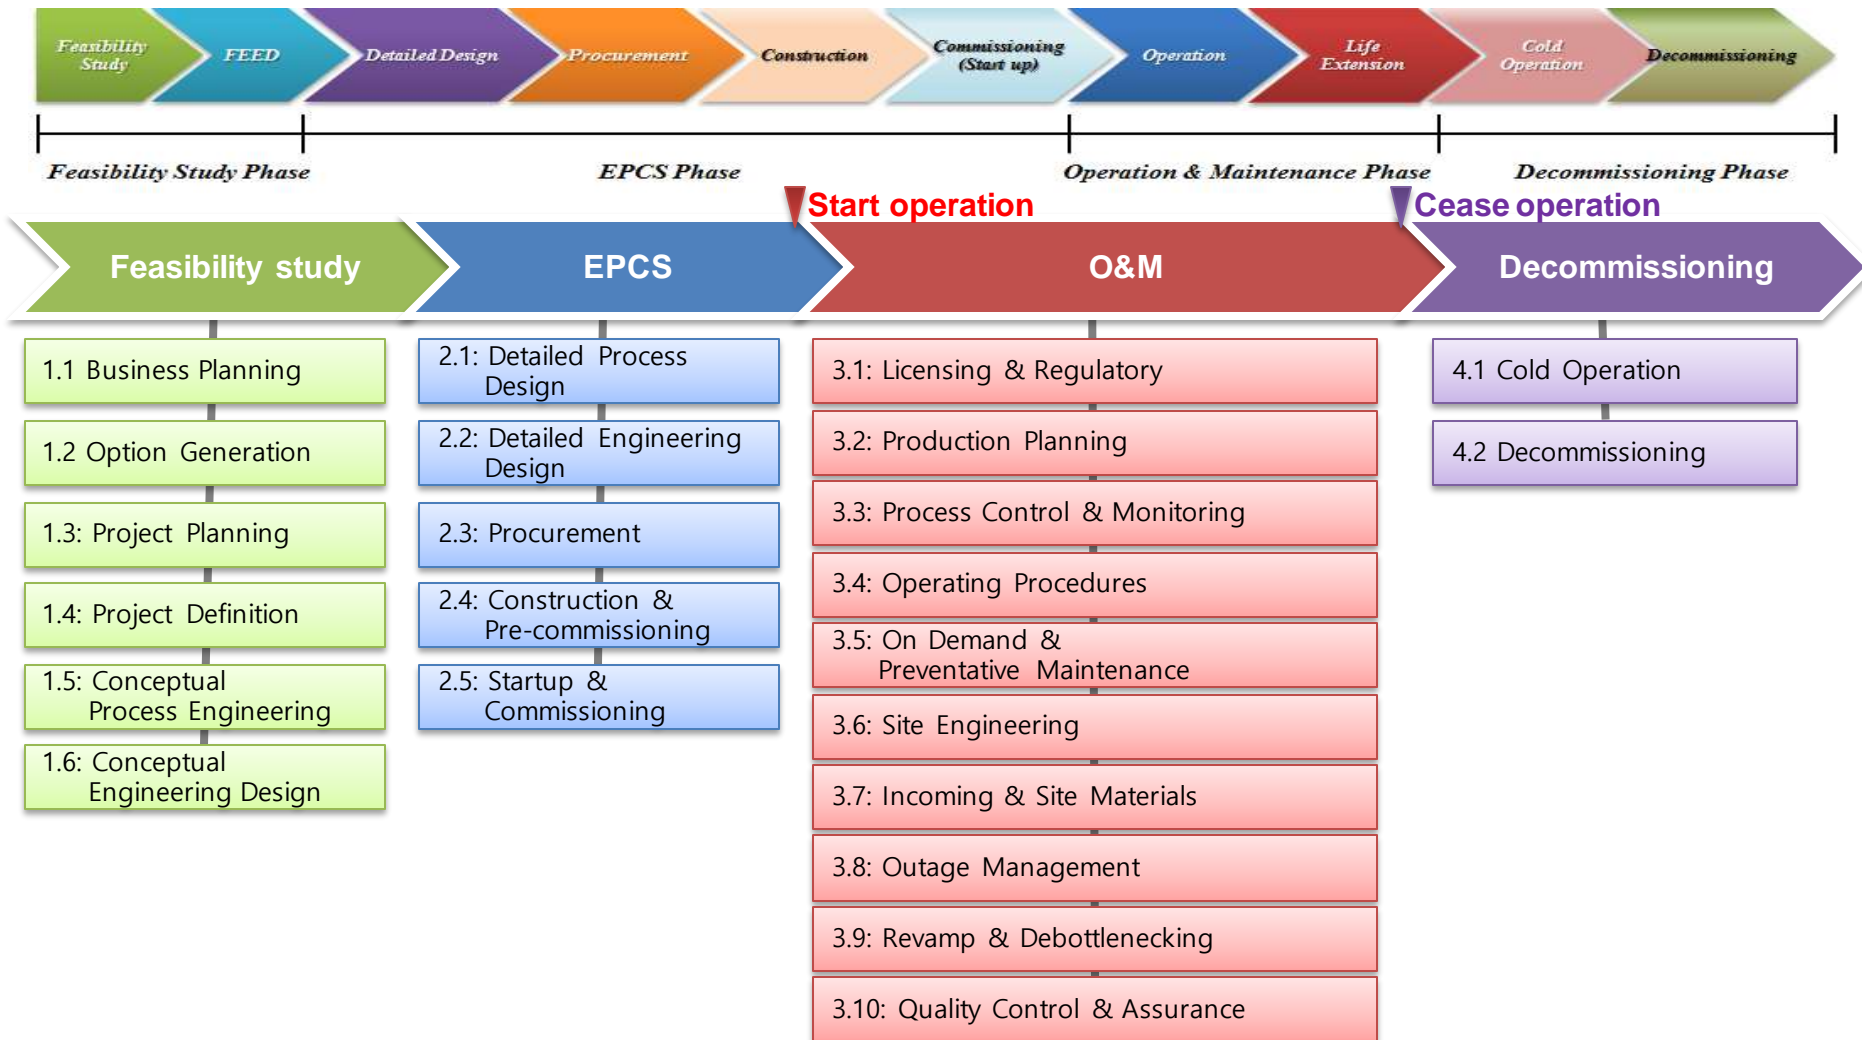 Feasibility
Study
FEED
Detailed Design
Procurement
Construction
Commissioning
(Start up)
Operation
Life
Extension
Cold
Operation
Decommissioning
Feasibility Study Phase
EPCS Phase
Operation & Maintenance Phase
Decommissioning Phase
Start operation
Cease operation
Feasibility study
EPCS
O&M
Decommissioning
1.1 Business Planning
1.2 Option Generation
1.3: Project Planning
1.4: Project Definition
1.5: Conceptual
Process Engineering
1.6: Conceptual
Engineering Design
2.1: Detailed Process
Design
2.2: Detailed Engineering
Design
2.3: Procurement
2.4: Construction &
Pre-commissioning
2.5: Startup &
Commissioning
3.1: Licensing & Regulatory
3.2: Production Planning
3.3: Process Control & Monitoring
3.4: Operating Procedures
3.5: On Demand &
Preventative Maintenance
3.6: Site Engineering
3.7: Incoming & Site Materials
3.8: Outage Management
3.9: Revamp & Debottlenecking
3.10: Quality Control & Assurance
4.1 Cold Operation
4.2 Decommissioning